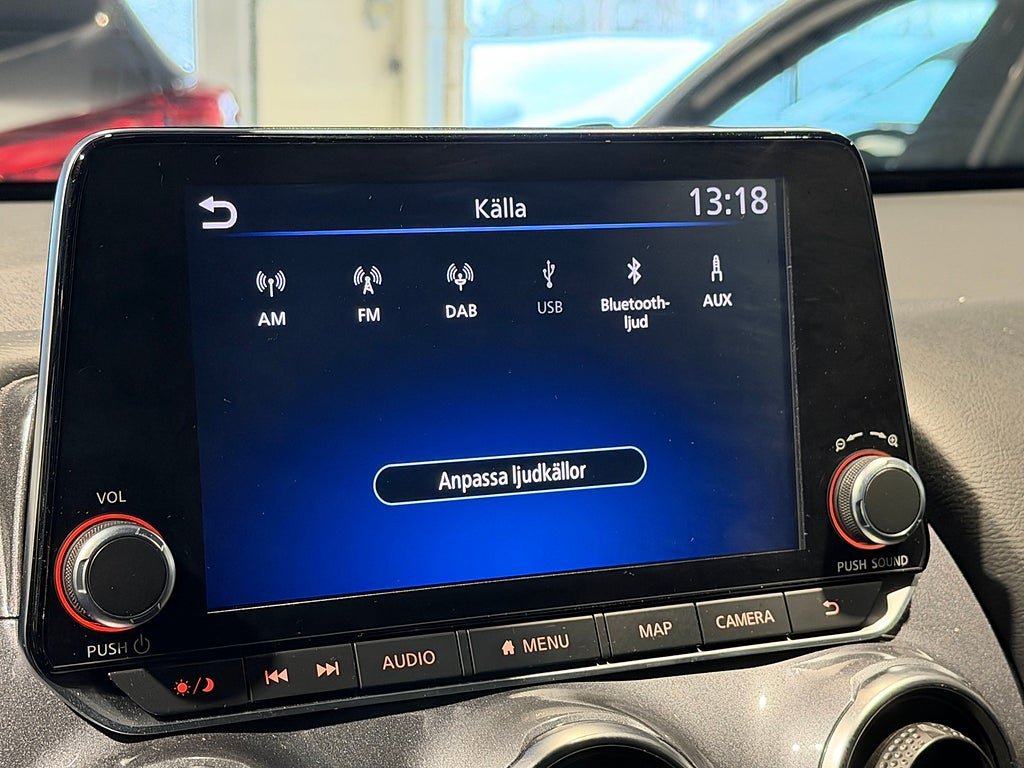 Källa
13:18
AM
FM
DAB
USB
Bluetooth-
ljud
AUX
Anpassa ljudkällor
VOL
PUSH
PUSH SOUND
AUDIO
MENU
MAP
CAMERA